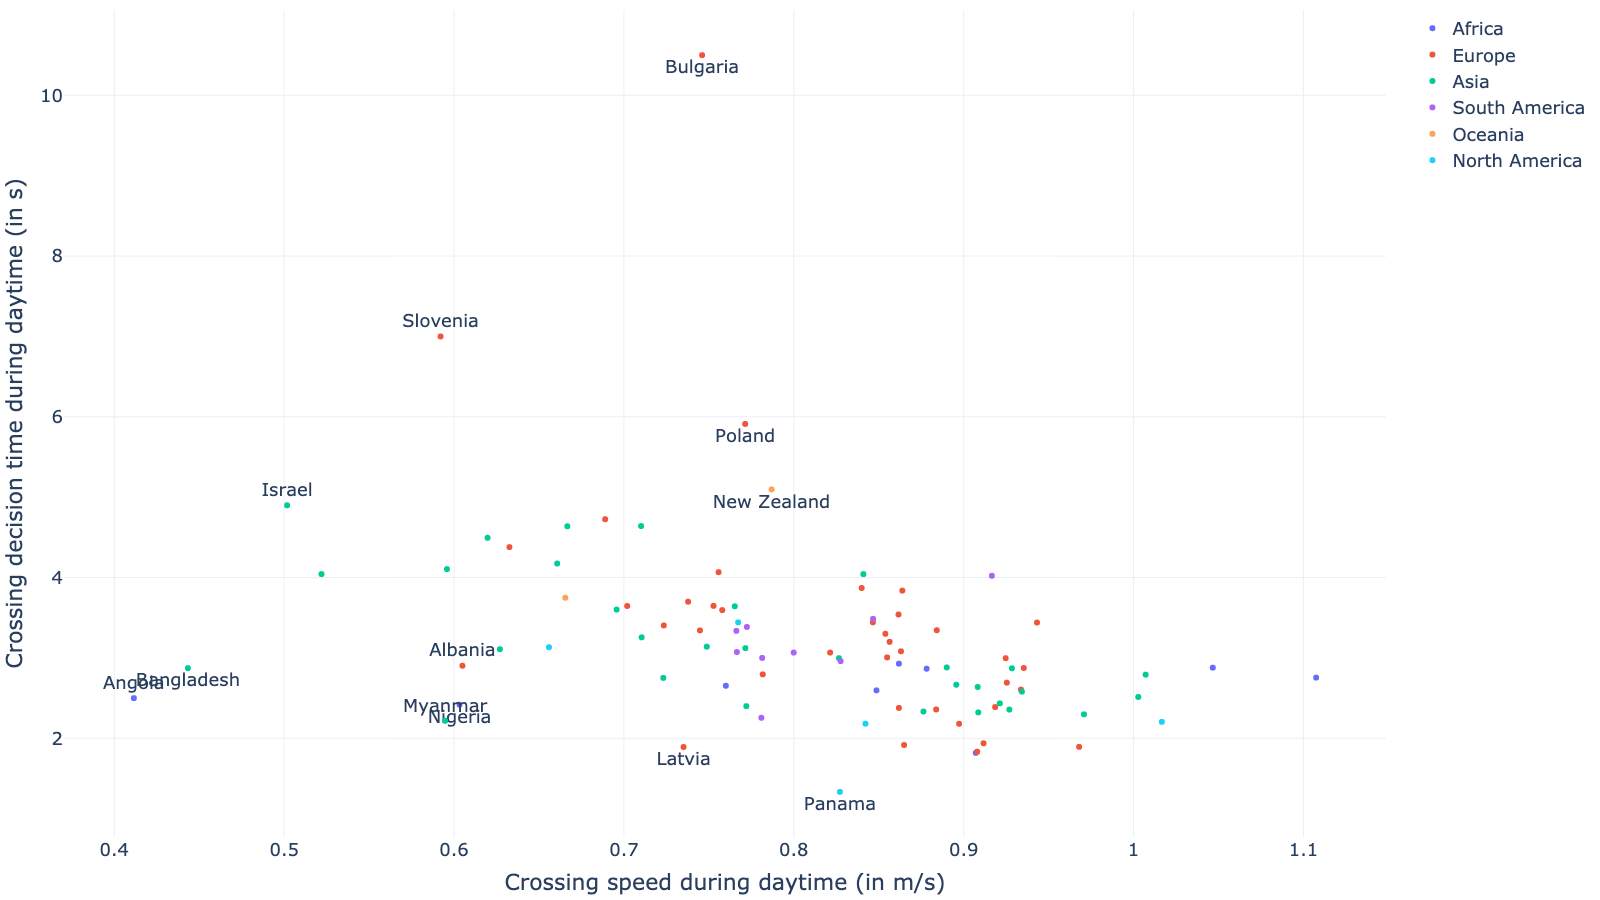 Africa
Europe
Asia
South America
Oceania
North America
Crossing decision time during daytime (in s)
10
8
6
4
2
Bulgaria
Slovenia
Poland
Israel
New Zealand
Albania
Bangladesh
Angola
Myanmar
Nigeria
Latvia
Panama
0.4
0.5
0.6
0.7
0.8
0.9
1
1.1
Crossing speed during daytime (in m/s)